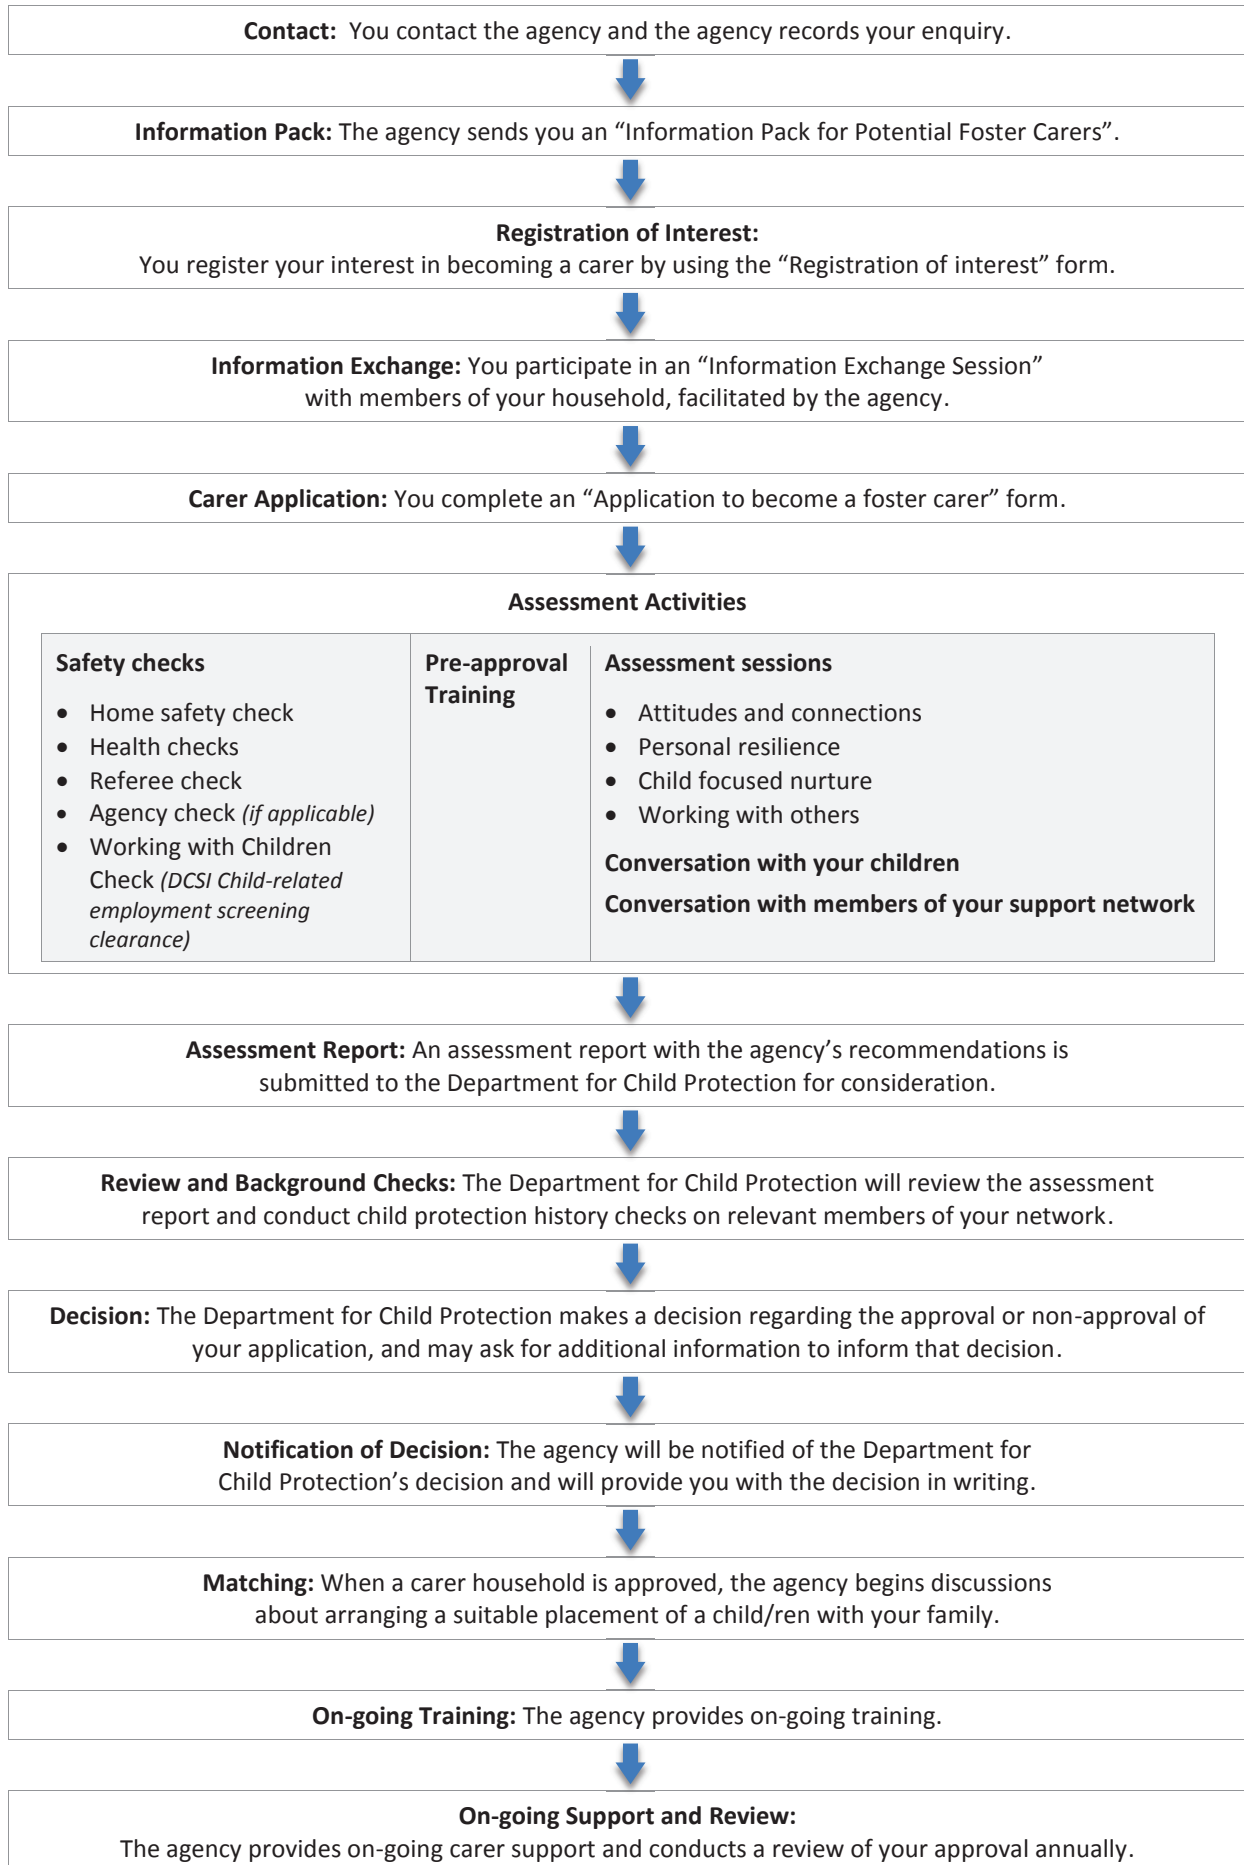 Contact: You contact the agency and the agency records your enquiry.
Information Pack: The agency sends you an “Information Pack for Potential Foster Carers”.
Registration of Interest:
You register your interest in becoming a carer by using the “Registration of interest” form.
Information Exchange: You participate in an “Information Exchange Session”
with members of your household, facilitated by the agency.
Carer Application: You complete an “Application to become a foster carer” form.
Assessment Activities
Safety checks
• Home safety check
• Health checks
• Referee check
• Agency check (if applicable)
• Working with Children
Check (DCSI Child-related
employment screening
clearance)
Pre-approval
Training
Assessment sessions
• Attitudes and connections
• Personal resilience
• Child focused nurture
• Working with others
Conversation with your children
Conversation with members of your support network
Assessment Report: An assessment report with the agency’s recommendations is
submitted to the Department for Child Protection for consideration.
Review and Background Checks: The Department for Child Protection will review the assessment
report and conduct child protection history checks on relevant members of your network.
Decision: The Department for Child Protection makes a decision regarding the approval or non-approval of
your application, and may ask for additional information to inform that decision.
Notification of Decision: The agency will be notified of the Department for
Child Protection’s decision and will provide you with the decision in writing.
Matching: When a carer household is approved, the agency begins discussions
about arranging a suitable placement of a child/ren with your family.
On-going Training: The agency provides on-going training.
On-going Support and Review:
The agency provides on-going carer support and conducts a review of your approval annually.